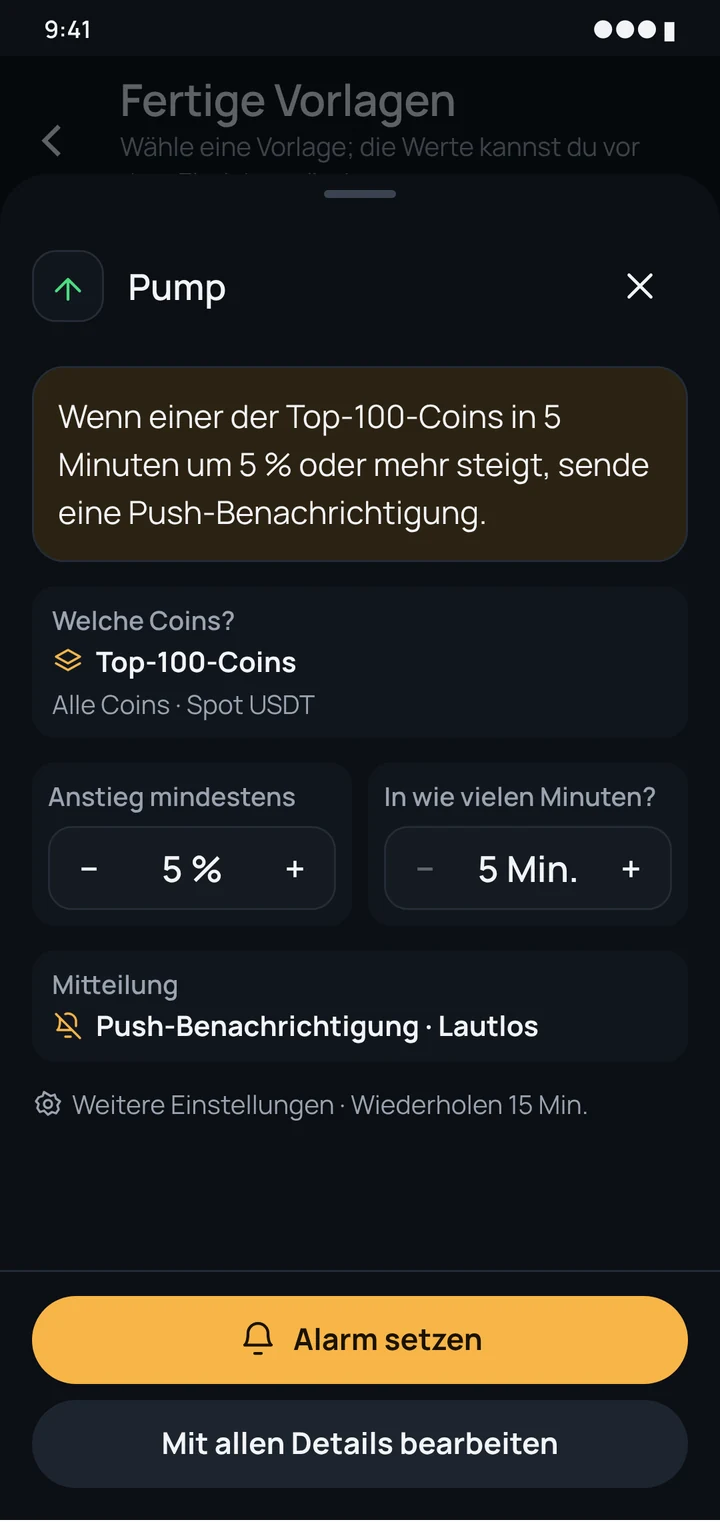 9:41
Fertige Vorlagen
Wähle eine Vorlage; die Werte kannst du vor
Pump
Wenn einer der Top-100-Coins in 5
Minuten um 5 % oder mehr steigt, sende
eine Push-Benachrichtigung.
Welche Coins?
Top-100-Coins
Alle Coins · Spot USDT
Anstieg mindestens
In wie vielen Minuten?
− 5 % +
− 5 Min. +
Mitteilung
Push-Benachrichtigung · Lautlos
Weitere Einstellungen · Wiederholen 15 Min.
Alarm setzen
Mit allen Details bearbeiten